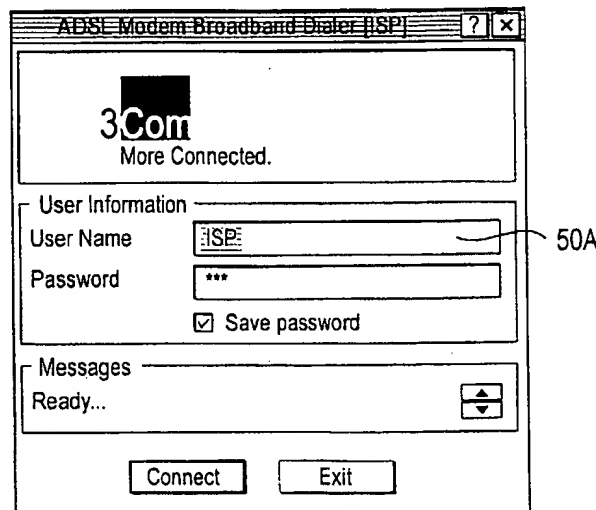 ADSL Modem Broadband Dialer [ISP] ? ×
3Com
More Connected.
User Information
User Name ISP 50A
Password ***
Save password
Messages
Ready...
Connect Exit